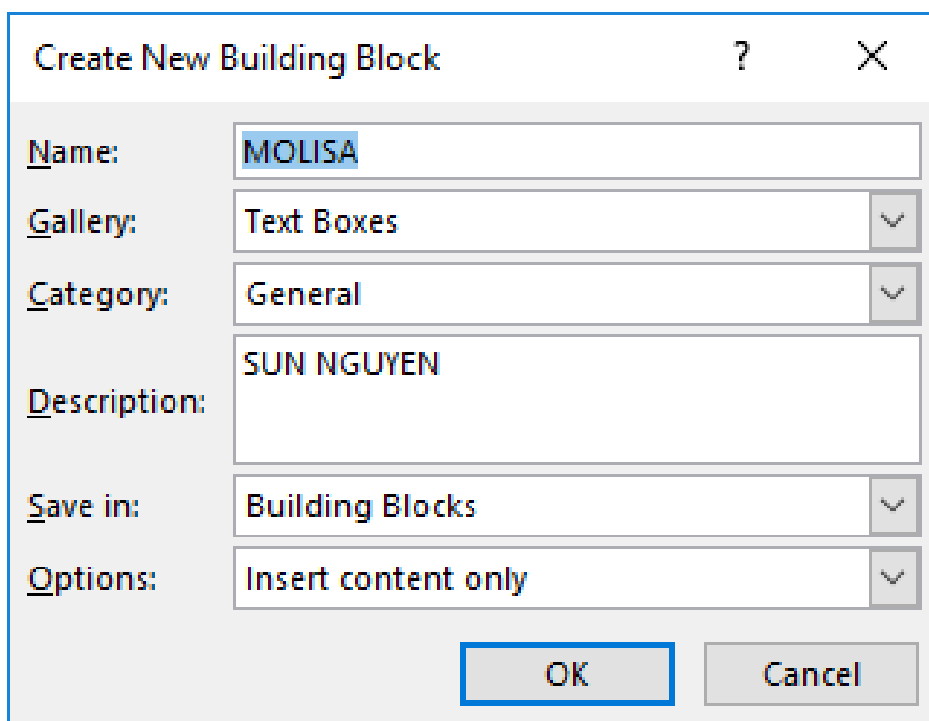 Create New Building Block ?
Name: MOLISA
Gallery: Text Boxes
Category: General
Description: SUN NGUYEN
Save in: Building Blocks
Options: Insert content only
OK Cancel